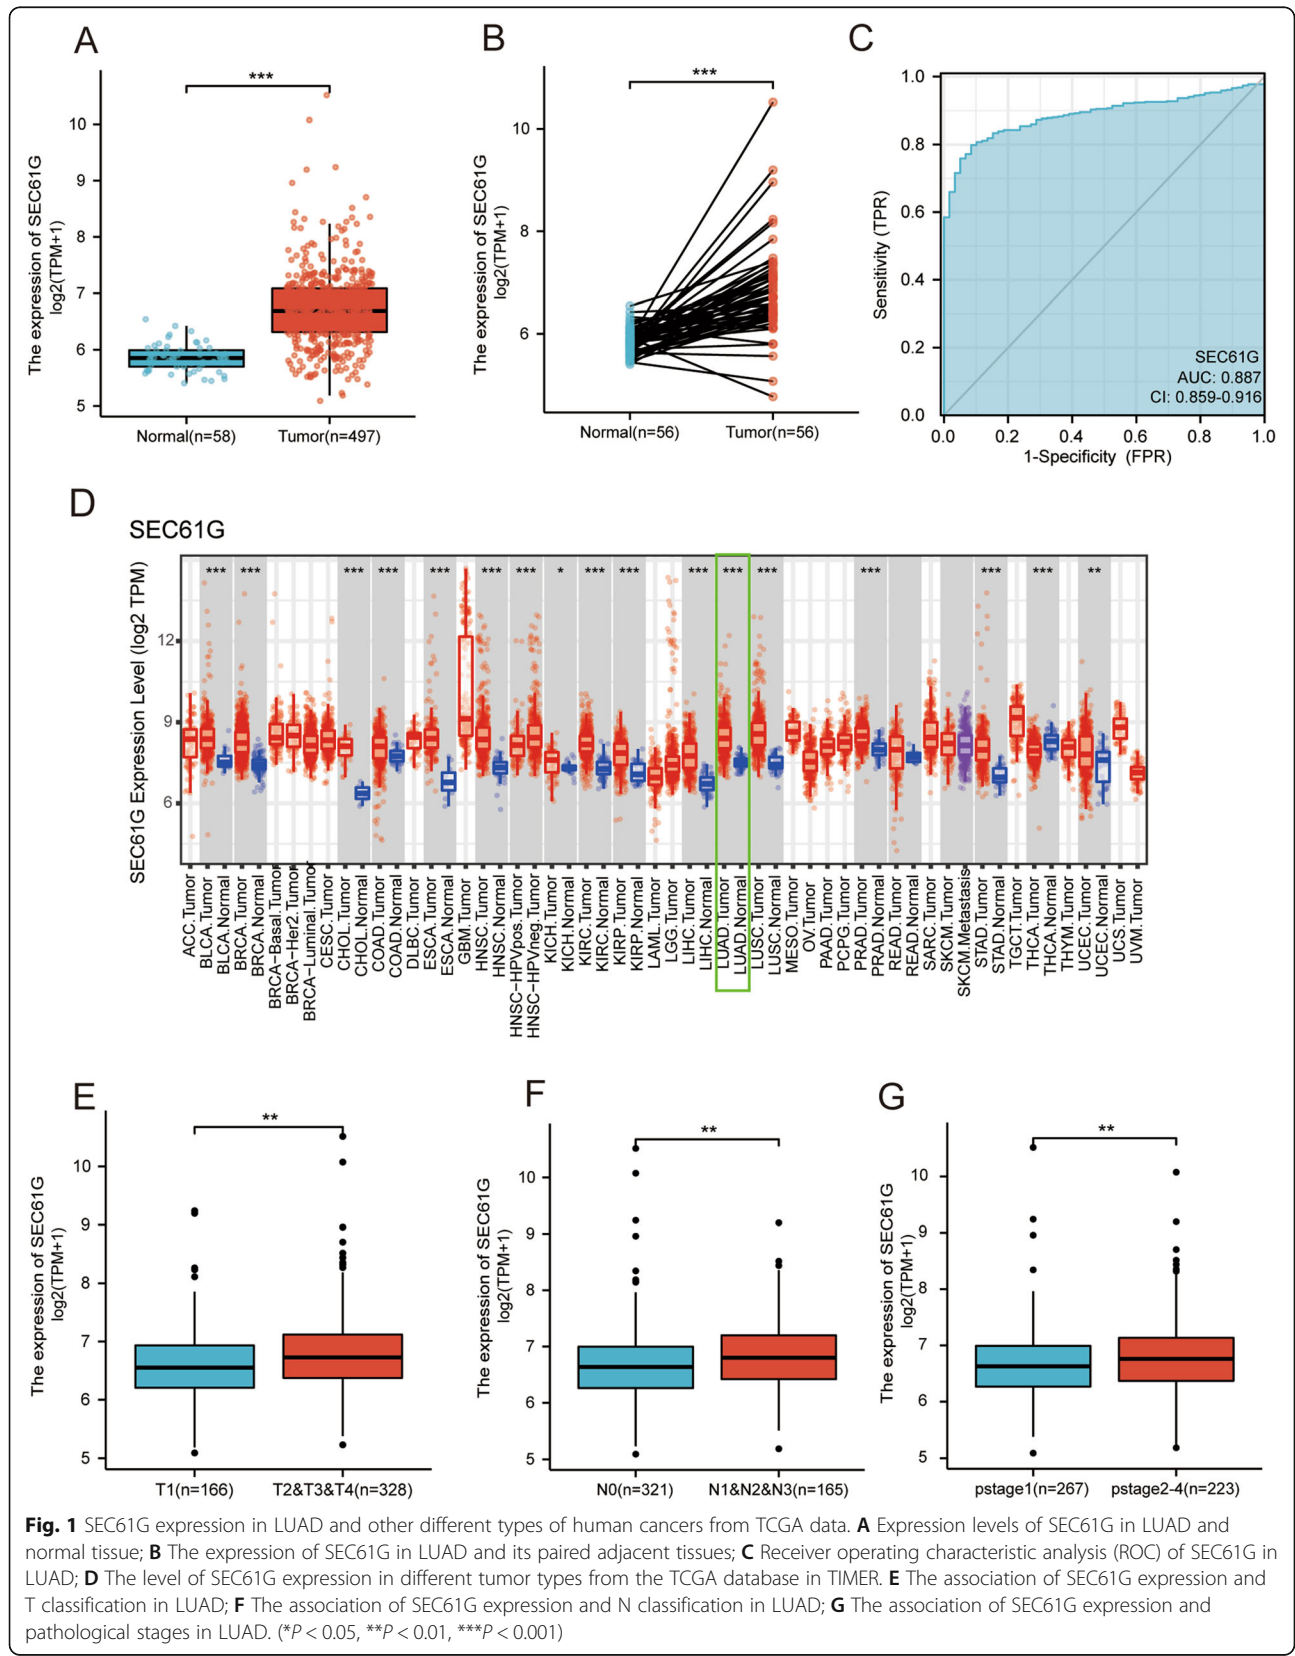 A
The expression of SEC61G
log2(TPM+1)
***
10
9
8
7
6
5
Normal(n=58)
Tumor(n=497)
B
The expression of SEC61G
log2(TPM+1)
***
10
8
6
Normal(n=56)
Tumor(n=56)
C
Sensitivity (TPR)
1.0
0.8
0.6
0.4
0.2
0.0
SEC61G
AUC: 0.887
CI: 0.859-0.916
0.0 0.2 0.4 0.6 0.8 1.0
1-Specificity (FPR)
D
SEC61G
SEC61G Expression Level (log2 TPM)
*** *** *** *** *** *** *** * *** *** *** *** *** *** *** *** **
12
9
6
ACC.Tumor
BLCA.Tumor
BLCA.Normal
BRCA.Tumor
BRCA.Normal
BRCA-Basal.Tumor
BRCA-Her2.Tumor
BRCA-Luminal.Tumor
CESC.Tumor
CHOL.Tumor
CHOL.Normal
COAD.Tumor
COAD.Normal
DLBC.Tumor
ESCA.Tumor
ESCA.Normal
GBM.Tumor
HNSC.Tumor
HNSC.Normal
HNSC-HPVpos.Tumor
HNSC-HPVneg.Tumor
KICH.Tumor
KICH.Normal
KIRC.Tumor
KIRC.Normal
KIRP.Tumor
KIRP.Normal
LAML.Tumor
LGG.Tumor
LIHC.Tumor
LIHC.Normal
LUAD.Tumor
LUAD.Normal
LUSC.Tumor
LUSC.Normal
MESO.Tumor
OV.Tumor
PAAD.Tumor
PCPG.Tumor
PRAD.Tumor
PRAD.Normal
READ.Tumor
READ.Normal
SARC.Tumor
SKCM.Tumor
SKCM.Metastasis
STAD.Tumor
STAD.Normal
TGCT.Tumor
THCA.Tumor
THCA.Normal
THYM.Tumor
UCEC.Tumor
UCEC.Normal
UCS.Tumor
UVM.Tumor
E
The expression of SEC61G
log2(TPM+1)
**
10
9
8
7
6
5
T1(n=166)
T2&T3&T4(n=328)
F
The expression of SEC61G
log2(TPM+1)
**
10
9
8
7
6
5
N0(n=321)
N1&N2&N3(n=165)
G
The expression of SEC61G
log2(TPM+1)
**
10
9
8
7
6
5
pstage1(n=267)
pstage2-4(n=223)
Fig. 1 SEC61G expression in LUAD and other different types of human cancers from TCGA data. A Expression levels of SEC61G in LUAD and
normal tissue; B The expression of SEC61G in LUAD and its paired adjacent tissues; C Receiver operating characteristic analysis (ROC) of SEC61G in
LUAD; D The level of SEC61G expression in different tumor types from the TCGA database in TIMER. E The association of SEC61G expression and
T classification in LUAD; F The association of SEC61G expression and N classification in LUAD; G The association of SEC61G expression and
pathological stages in LUAD. (*P < 0.05, **P < 0.01, ***P < 0.001)